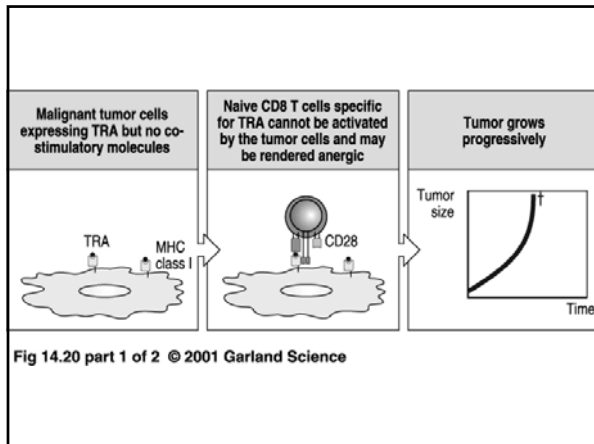 Malignant tumor cells
expressing TRA but no co-
stimulatory molecules
Naive CD8 T cells specific
for TRA cannot be activated
by the tumor cells and may
be rendered anergic
Tumor grows
progressively
TRA
MHC
class I
CD28
Tumor
size
†
Time
Fig 14.20 part 1 of 2 © 2001 Garland Science